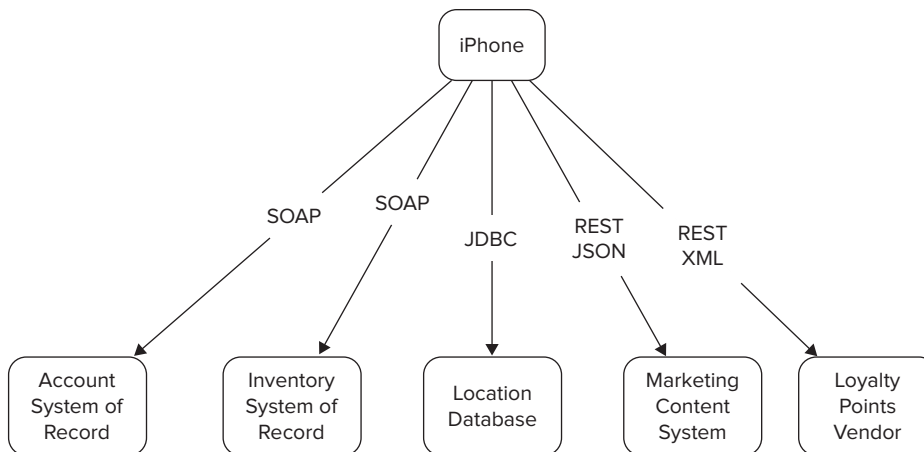 iPhone
SOAP
SOAP
JDBC
REST
JSON
REST
XML
Account
System of
Record
Inventory
System of
Record
Location
Database
Marketing
Content
System
Loyalty
Points
Vendor